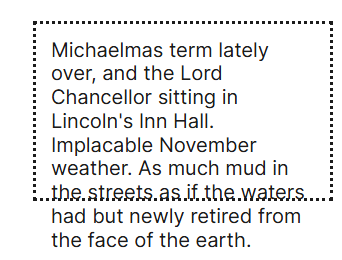 Michaelmas term lately
over, and the Lord
Chancellor sitting in
Lincoln's Inn Hall.
Implacable November
weather. As much mud in
the streets as if the waters
had but newly retired from
the face of the earth.